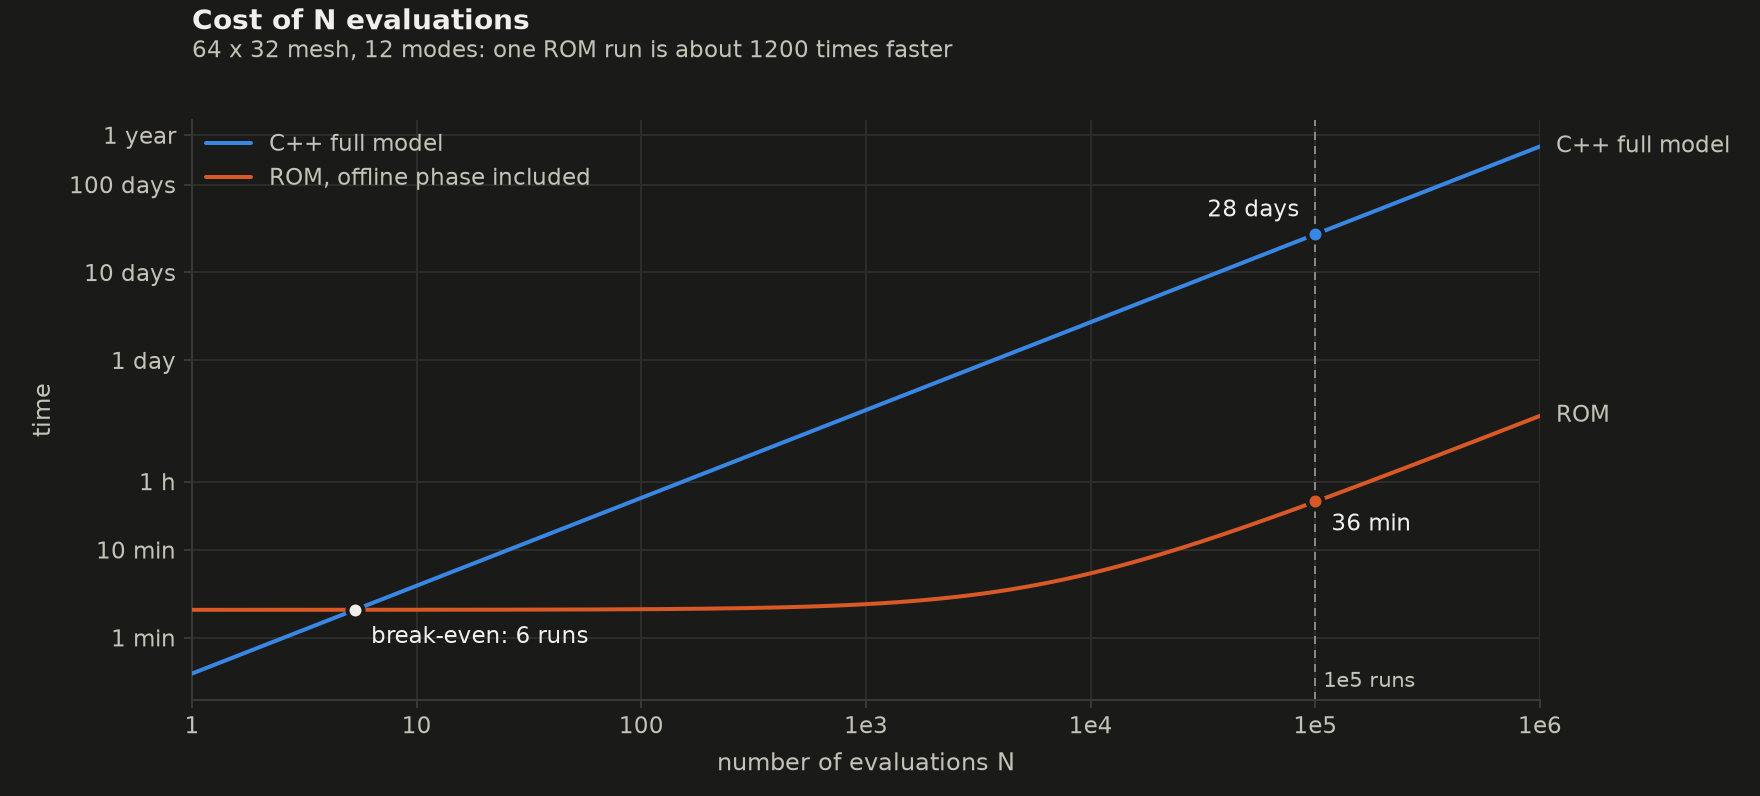 Cost of N evaluations
64 x 32 mesh, 12 modes: one ROM run is about 1200 times faster
1 year
100 days
10 days
1 day
1 h
10 min
1 min
time
C++ full model
ROM, offline phase included
28 days
C++ full model
ROM
36 min
break-even: 6 runs
1e5 runs
1
10
100
1e3
1e4
1e5
1e6
number of evaluations N